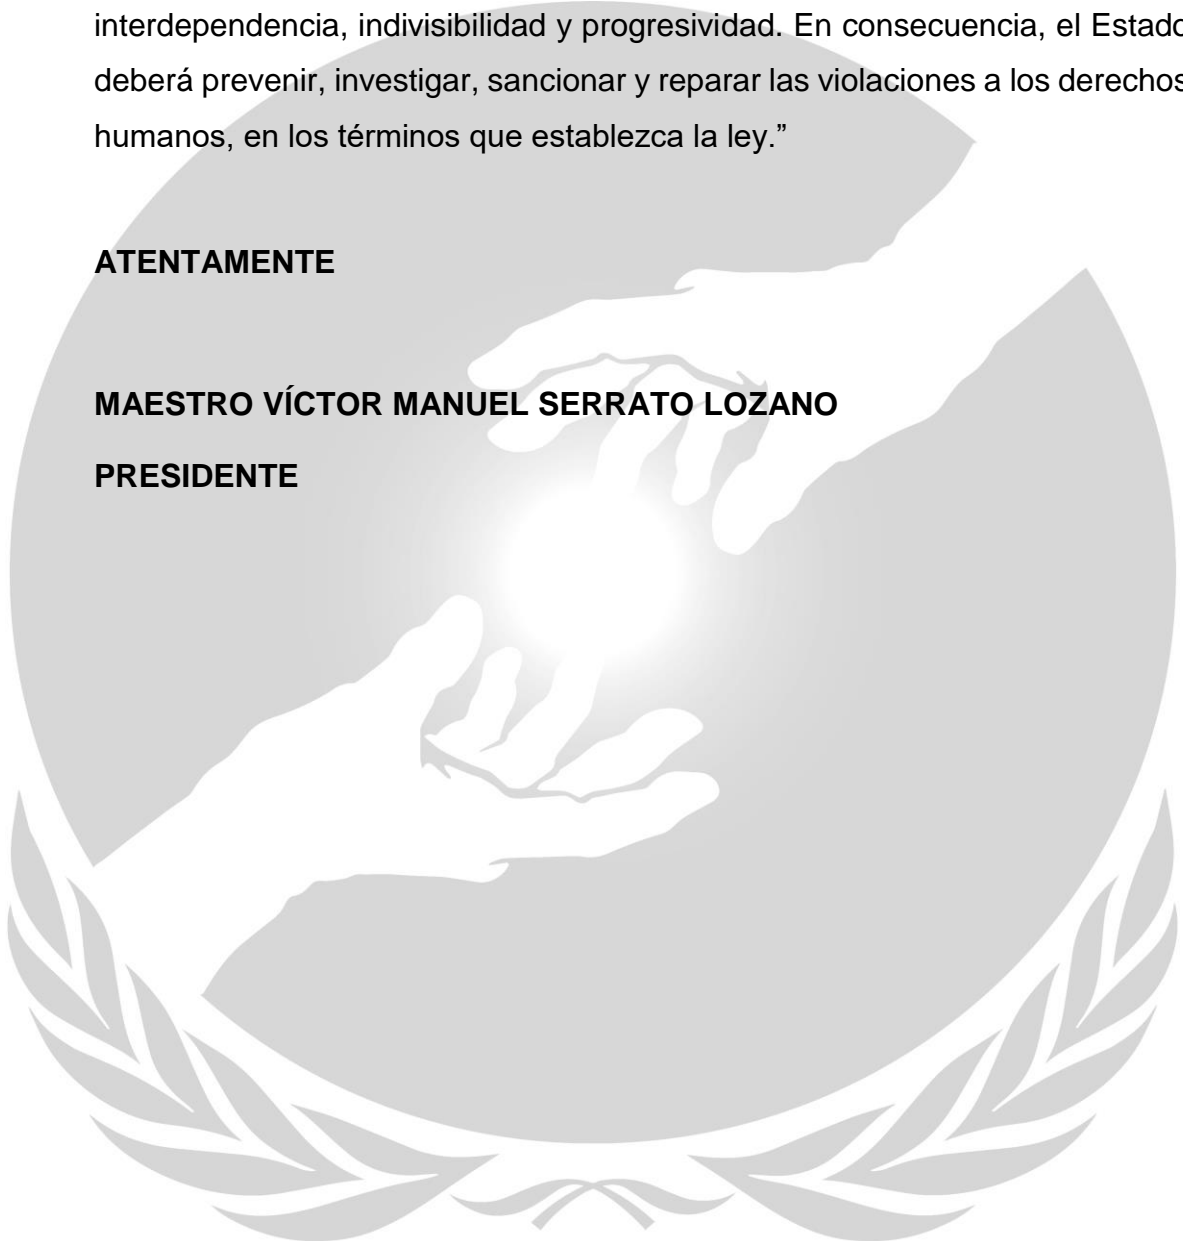 interdependencia, indivisibilidad y progresividad. En consecuencia, el Estado
deberá prevenir, investigar, sancionar y reparar las violaciones a los derechos
humanos, en los términos que establezca la ley.”
ATENTAMENTE
MAESTRO VÍCTOR MANUEL SERRATO LOZANO
PRESIDENTE